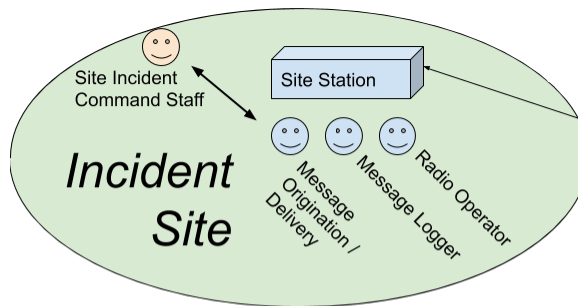 Site Incident
Command Staff
Site Station
Incident
Site
Message
Origination /
Delivery
Message Logger
Radio Operator